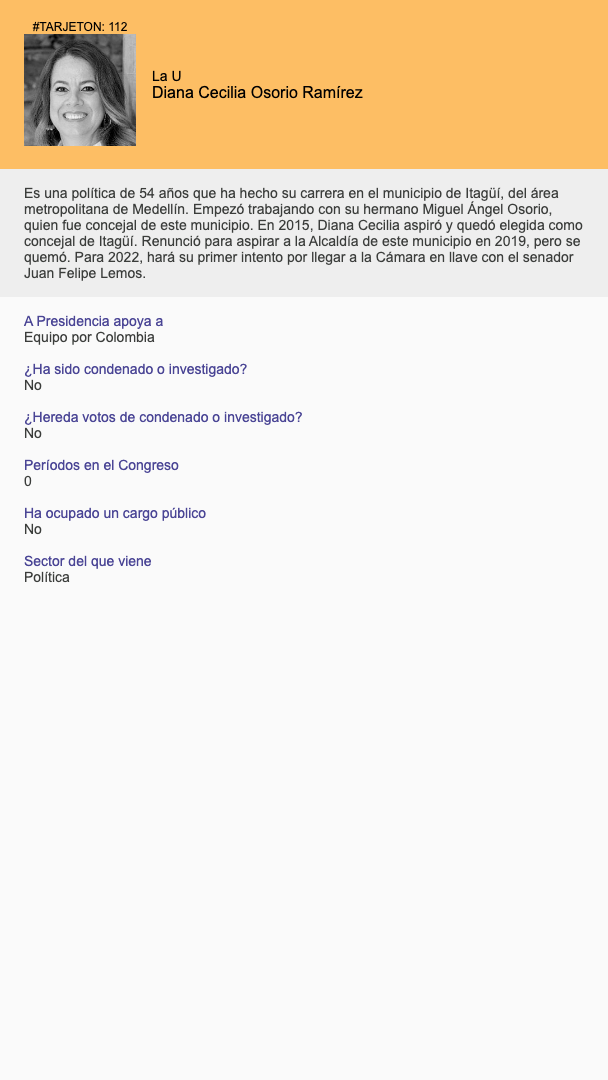 #TARJETON: 112
La U
Diana Cecilia Osorio Ramírez
Es una política de 54 años que ha hecho su carrera en el municipio de Itagüí, del área
metropolitana de Medellín. Empezó trabajando con su hermano Miguel Ángel Osorio,
quien fue concejal de este municipio. En 2015, Diana Cecilia aspiró y quedó elegida como
concejal de Itagüí. Renunció para aspirar a la Alcaldía de este municipio en 2019, pero se
quemó. Para 2022, hará su primer intento por llegar a la Cámara en llave con el senador
Juan Felipe Lemos.
A Presidencia apoya a
Equipo por Colombia
¿Ha sido condenado o investigado?
No
¿Hereda votos de condenado o investigado?
No
Períodos en el Congreso
0
Ha ocupado un cargo público
No
Sector del que viene
Política